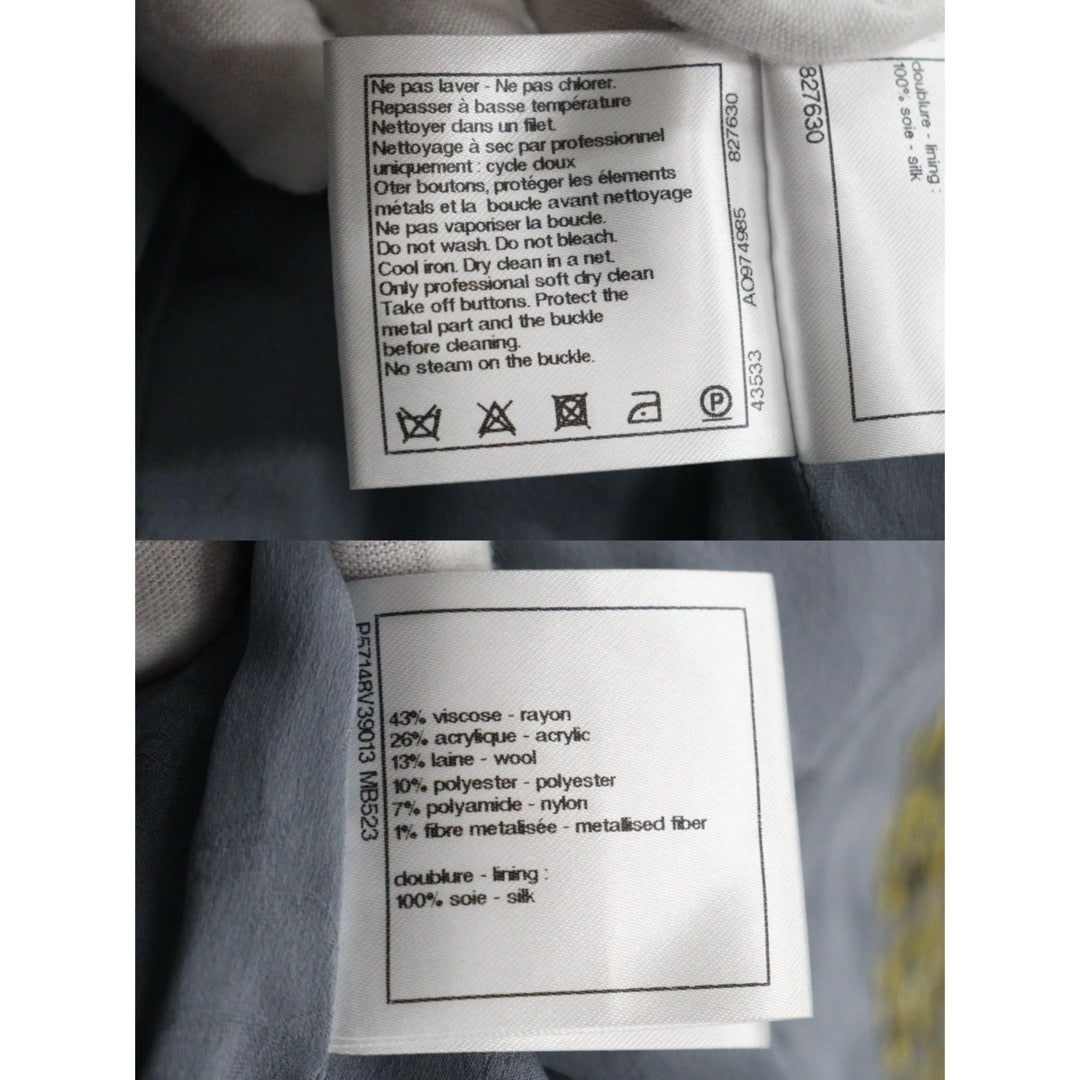 Ne pas laver - Ne pas chlorer.
Repasser à basse température
Nettoyer dans un filet.
Nettoyage à sec par professionnel
uniquement : cycle doux
Oter boutons, protéger les élements
métals et la boucle avant nettoyage
Ne pas vaporiser la boucle.
Do not wash. Do not bleach.
Cool iron. Dry clean in a net.
Only professional soft dry clean
Take off buttons. Protect the
metal part and the buckle
before cleaning.
No steam on the buckle.
P
43533 AO974985 827630
827630
doublure - lining :
100% soie - silk
P57148V39013 MB523
43% viscose - rayon
26% acrylique - acrylic
13% laine - wool
10% polyester - polyester
7% polyamide - nylon
1% fibre metalisée - metallised fiber
doublure - lining :
100% soie - silk